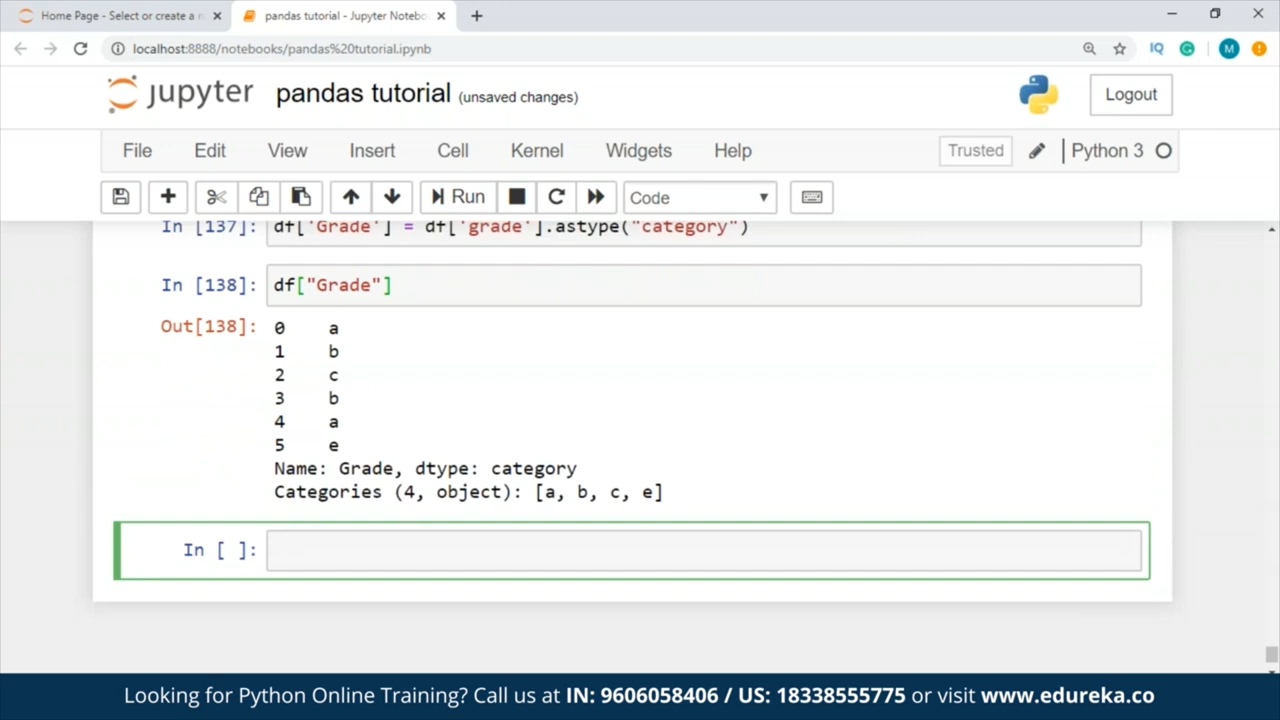 Home Page - Select or create a n
pandas tutorial - Jupyter Notebo
localhost:8888/notebooks/pandas%20tutorial.ipynb
IQ
G
M
jupyter pandas tutorial (unsaved changes)
Logout
File Edit View Insert Cell Kernel Widgets Help
Trusted
Python 3
Run
Code
In [137]: df['Grade'] = df['grade'].astype("category")
In [138]: df["Grade"]
Out[138]: 0 a
1 b
2 c
3 b
4 a
5 e
Name: Grade, dtype: category
Categories (4, object): [a, b, c, e]
In [ ]:
Looking for Python Online Training? Call us at IN: 9606058406 / US: 18338555775 or visit www.edureka.co